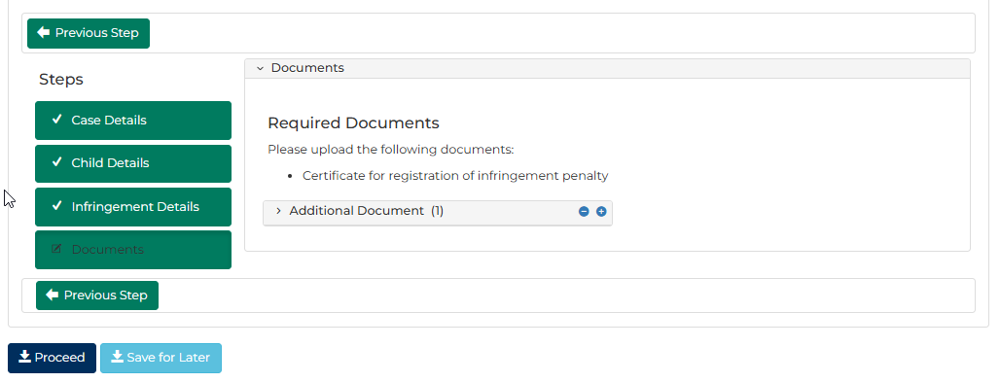 Previous Step
Steps
Case Details
Child Details
Infringement Details
Documents
Documents
Required Documents
Please upload the following documents:
• Certificate for registration of infringement penalty
Additional Document (1)
Previous Step
Proceed
Save for Later